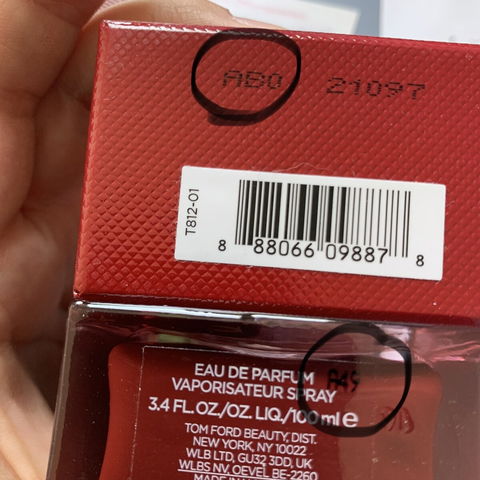 AB0 21097
T812-01
8 88066 09887 8
EAU DE PARFUM
VAPORISATEUR SPRAY
3.4 FL.OZ/OZ. LIQ./100 ml e
A49
TOM FORD BEAUTY, DIST.
NEW YORK, NY 10022
WLB LTD, GU32 3DD, UK
WLBS NV, OEVEL BE-2260